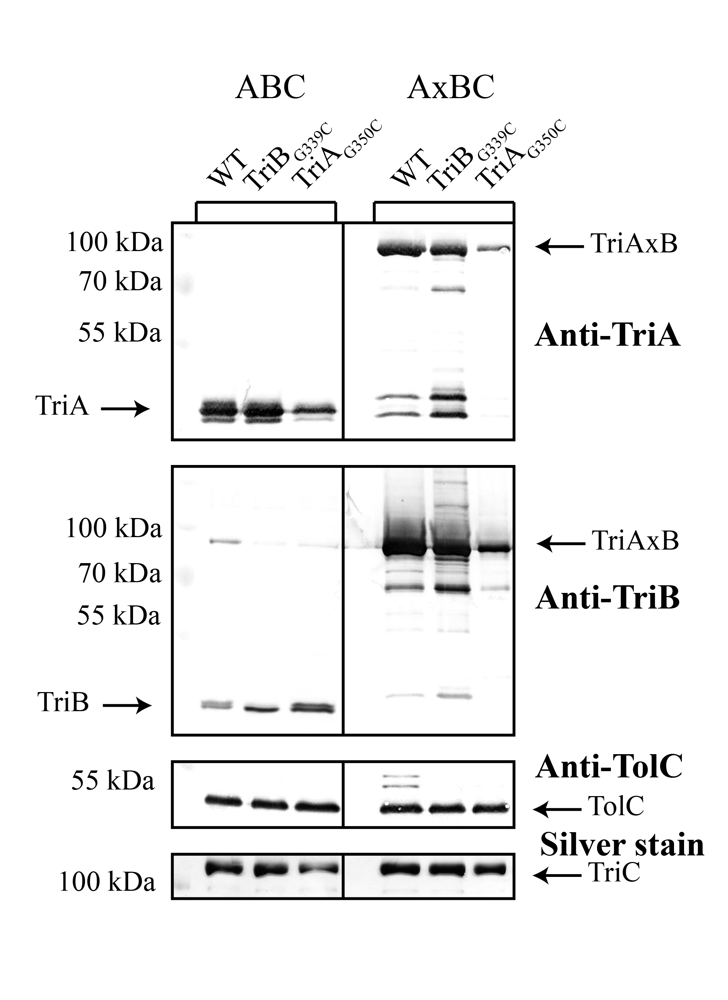 ABC AxBC
WT TriB G339C TriA G350C WT TriB G339C TriA G350C
100 kDa
TriAxB
70 kDa
55 kDa
Anti-TriA
TriA
100 kDa
TriAxB
70 kDa
Anti-TriB
55 kDa
TriB
Anti-TolC
55 kDa
TolC
Silver stain
TriC
100 kDa